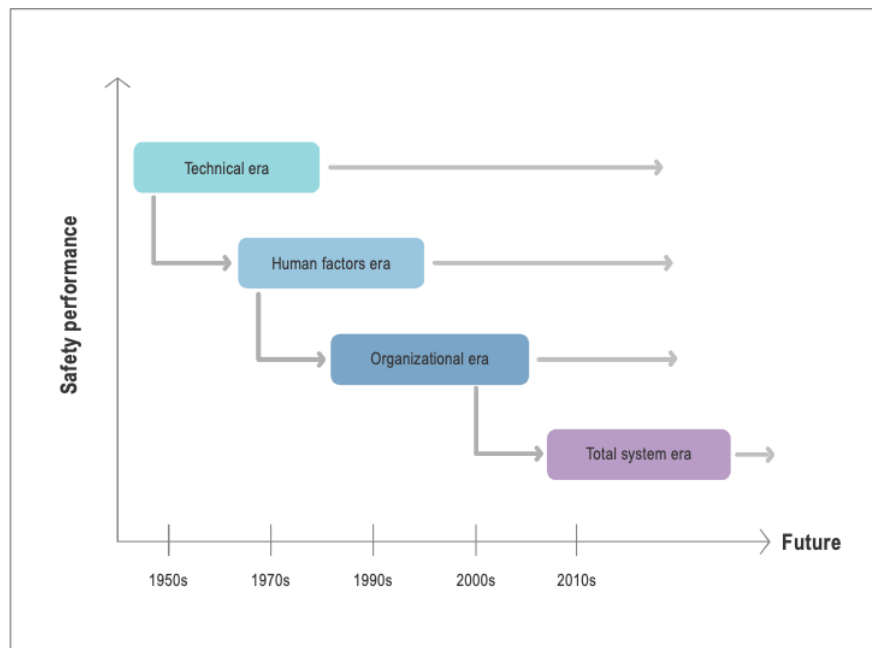 Technical era
Human factors era
Organizational era
Total system era
Safety performance
Future
1950s
1970s
1990s
2000s
2010s